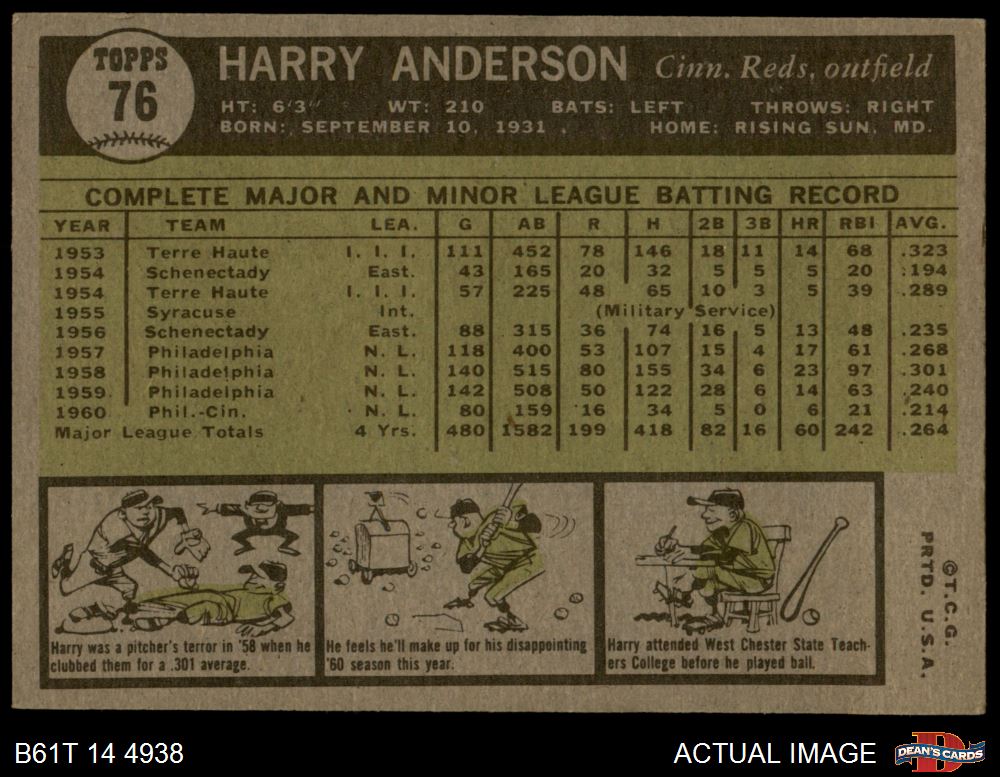 TOPPS
76
HARRY ANDERSON Cinn. Reds, outfield
HT: 6'3" WT: 210 BATS: LEFT THROWS: RIGHT
BORN: SEPTEMBER 10, 1931 HOME: RISING SUN, MD.
COMPLETE MAJOR AND MINOR LEAGUE BATTING RECORD
YEAR TEAM LEA. G AB R H 2B 3B HR RBI AVG.
1953 Terre Haute I. I. I. 111 452 78 146 18 11 14 68 .323
1954 Schenectady East. 43 165 20 32 5 5 5 20 .194
1954 Terre Haute I. I. I. 57 225 48 65 10 3 5 39 .289
1955 Syracuse Int. (Military Service)
1956 Schenectady East. 88 315 36 74 16 5 13 48 .235
1957 Philadelphia N. L. 118 400 53 107 15 4 17 61 .268
1958 Philadelphia N. L. 140 515 80 155 34 6 23 97 .301
1959 Philadelphia N. L. 142 508 50 122 28 6 14 63 .240
1960 Phil.-Cin. N. L. 80 159 16 34 5 0 6 21 .214
Major League Totals 4 Yrs. 480 1582 199 418 82 16 60 242 .264
Harry was a pitcher's terror in '58 when he
clubbed them for a .301 average.
He feels he'll make up for his disappointing
'60 season this year.
Harry attended West Chester State Teach-
ers College before he played ball.
©T.C.G.
PRTD. U.S.A.
B61T 14 4938
ACTUAL IMAGE
DEAN'S CARDS